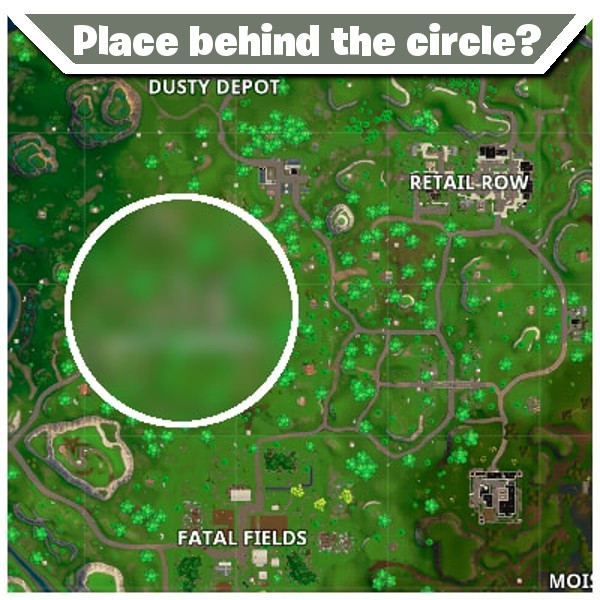 Place behind the circle?
DUSTY DEPOT
RETAIL ROW
FATAL FIELDS
MOIS